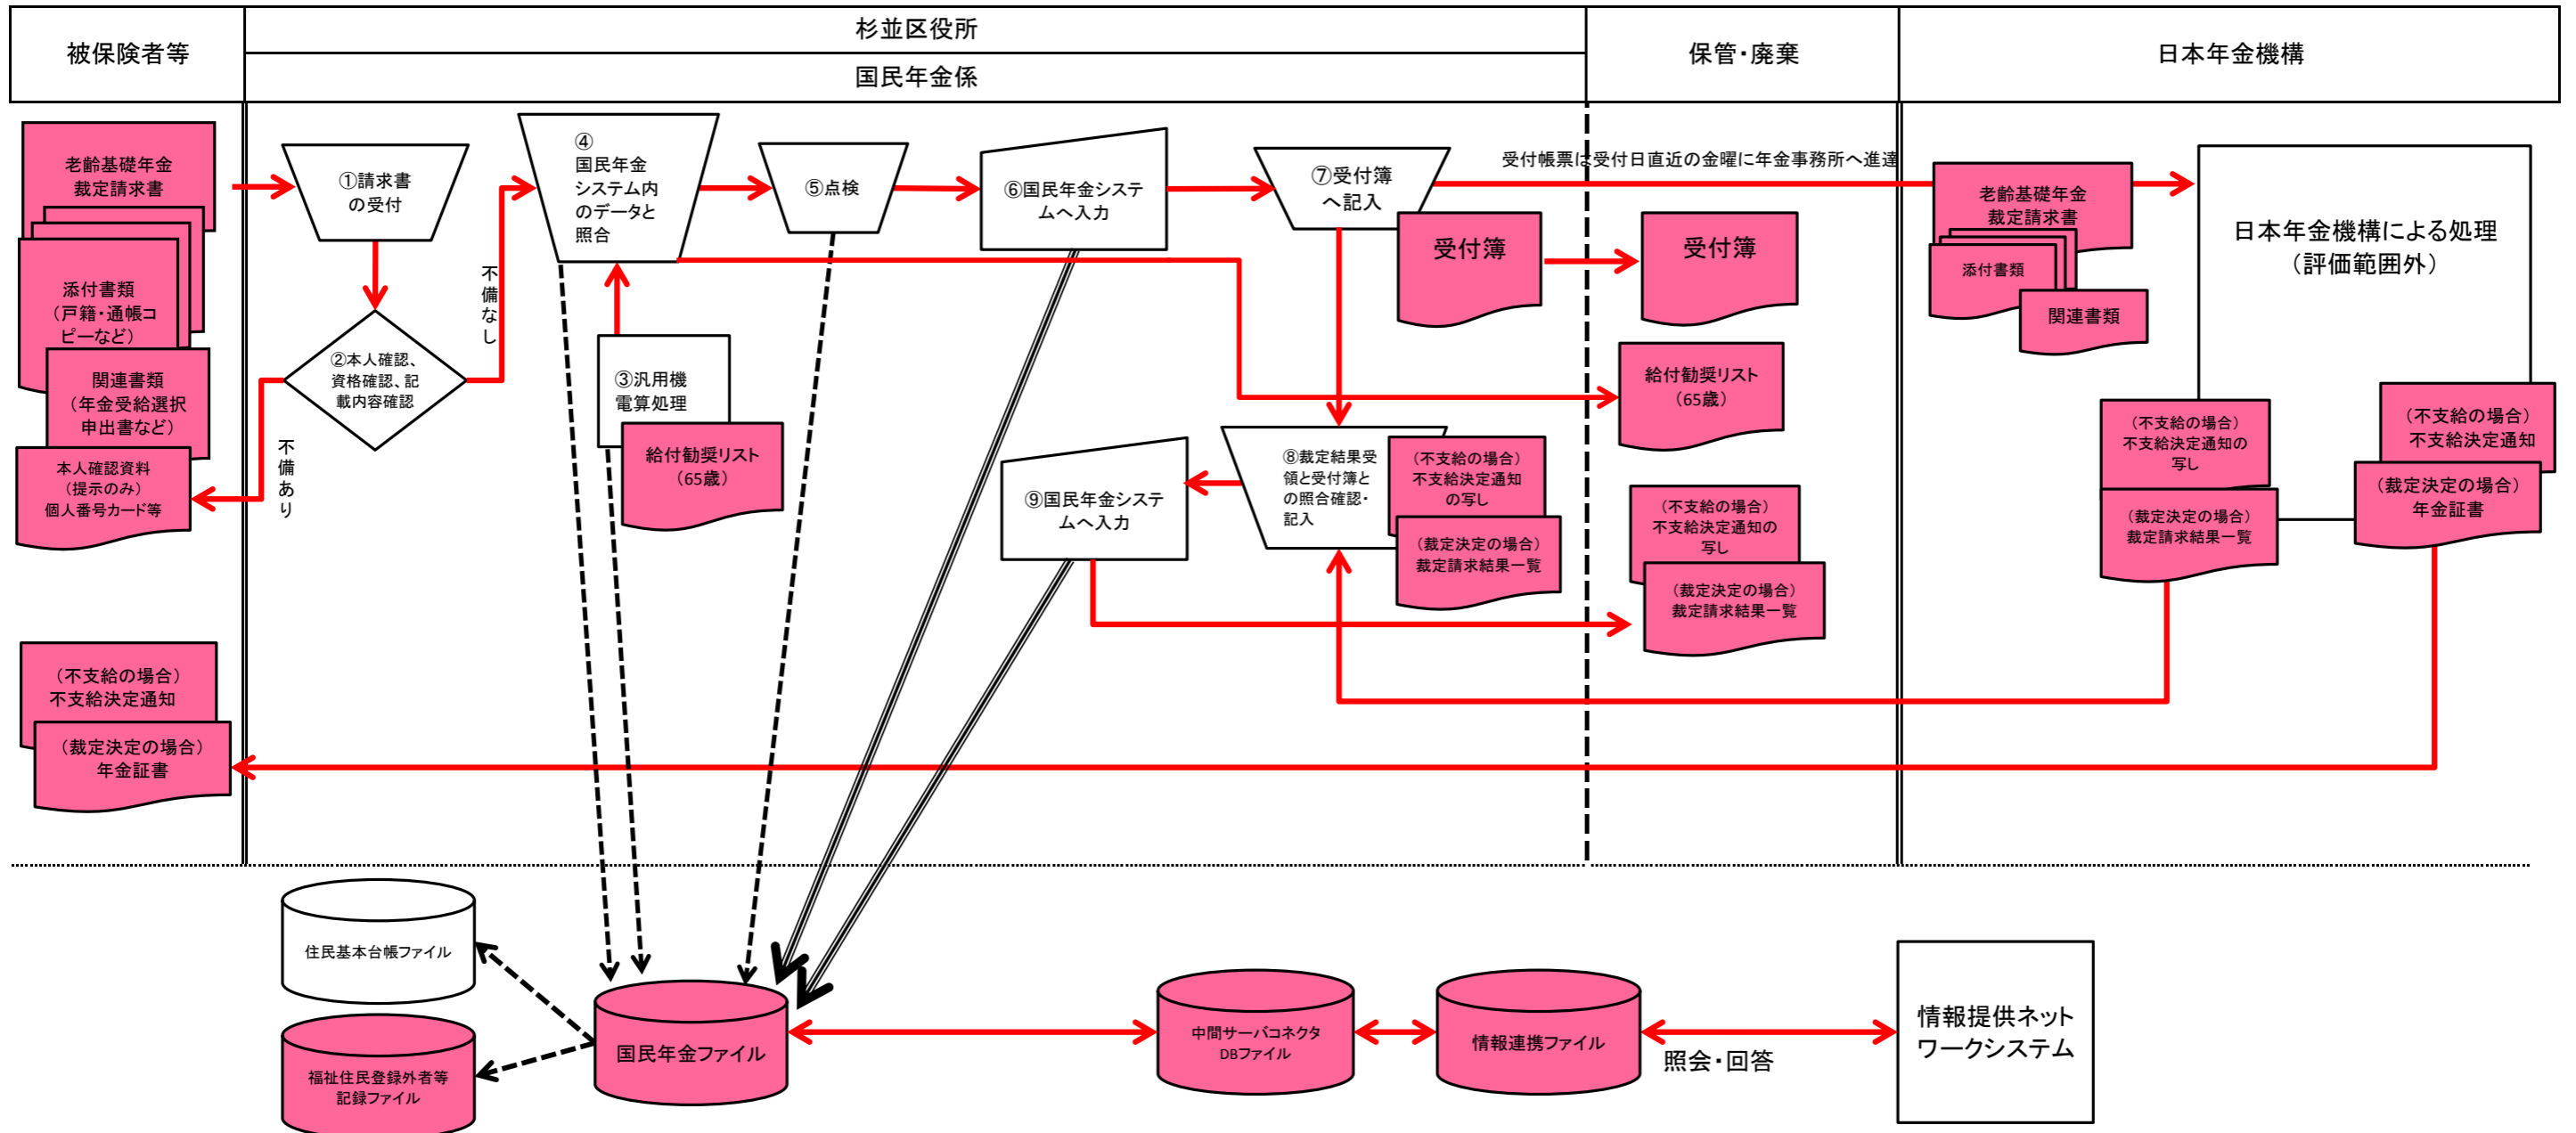 被保険者等
杉並区役所
国民年金係
保管・廃棄
日本年金機構
老齢基礎年金
裁定請求書
添付書類
（戸籍・通帳コ
ピーなど）
関連書類
（年金受給選択
申出書など）
本人確認資料
（提示のみ）
個人番号カード等
（不支給の場合）
不支給決定通知
（裁定決定の場合）
年金証書
①請求書
の受付
②本人確認、
資格確認、記
載内容確認
不備なし
不備あり
④
国民年金
システム内
のデータと
照合
③汎用機
電算処理
給付勧奨リスト
（65歳）
⑤点検
⑥国民年金システ
ムへ入力
⑦受付簿
へ記入
受付簿
⑧裁定結果受
領と受付簿と
の照合確認・
記入
（不支給の場合）
不支給決定通知
の写し
（裁定決定の場合）
裁定請求結果一覧
⑨国民年金システ
ムへ入力
受付帳票は受付日直近の金曜に年金事務所へ進達
受付簿
給付勧奨リスト
（65歳）
（不支給の場合）
不支給決定通知の
写し
（裁定決定の場合）
裁定請求結果一覧
老齢基礎年金
裁定請求書
添付書類
関連書類
日本年金機構による処理
（評価範囲外）
（不支給の場合）
不支給決定通知の
写し
（裁定決定の場合）
裁定請求結果一覧
（不支給の場合）
不支給決定通知
（裁定決定の場合）
年金証書
住民基本台帳ファイル
福祉住民登録外者等
記録ファイル
国民年金ファイル
中間サーバコネクタ
DBファイル
情報連携ファイル
照会・回答
情報提供ネット
ワークシステム